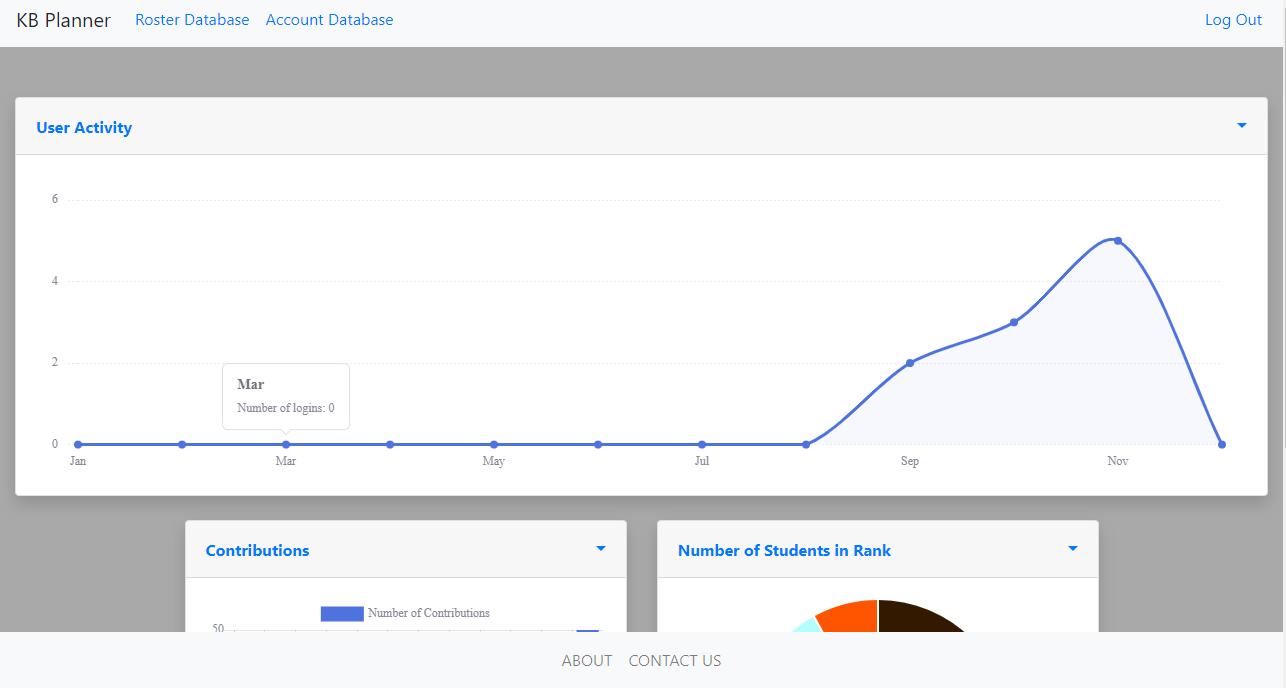 KB Planner Roster Database Account Database Log Out
User Activity
6
4
2
Mar
Number of logins: 0
0
Jan Mar May Jul Sep Nov
Contributions
Number of Students in Rank
Number of Contributions
50
ABOUT CONTACT US